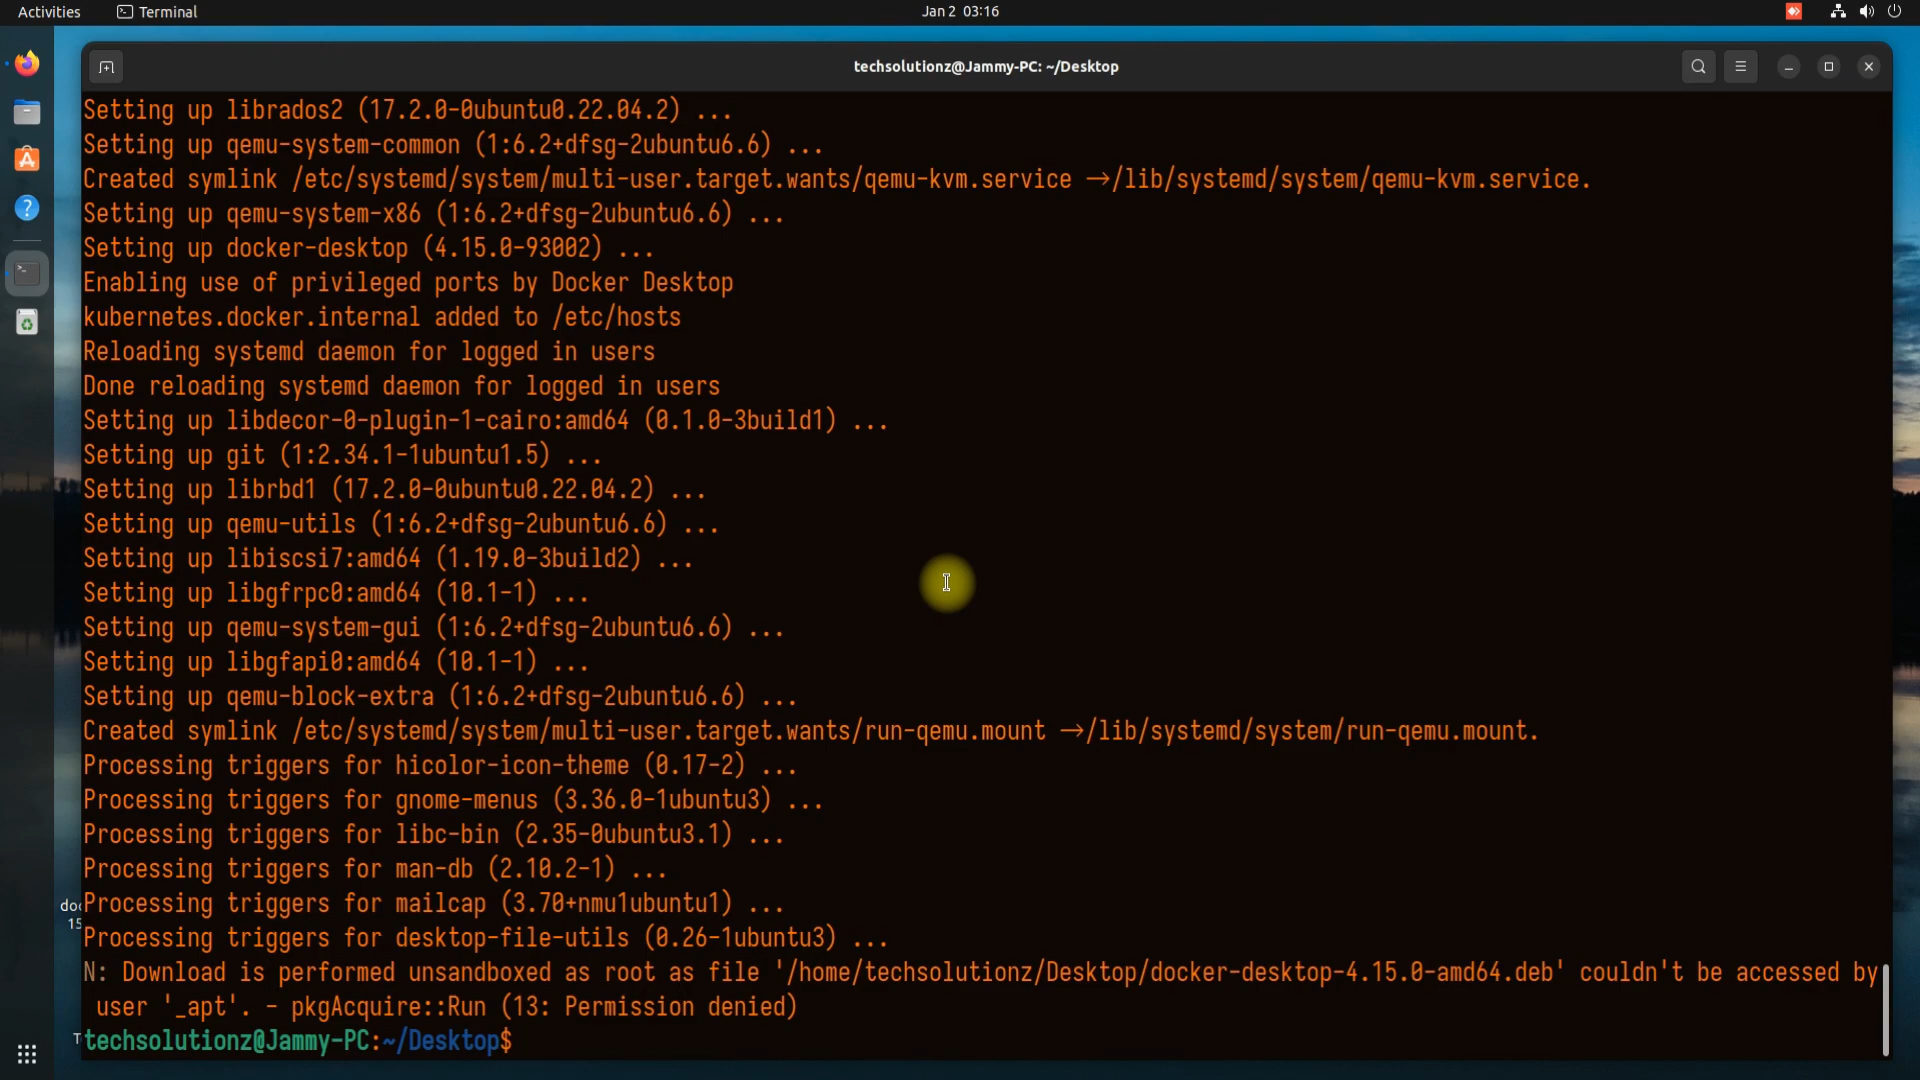 Activities
Terminal
Jan 2 03:16
techsolutionz@Jammy-PC: ~/Desktop
Setting up librados2 (17.2.0-0ubuntu0.22.04.2) ...
Setting up qemu-system-common (1:6.2+dfsg-2ubuntu6.6) ...
Created symlink /etc/systemd/system/multi-user.target.wants/qemu-kvm.service → /lib/systemd/system/qemu-kvm.service.
Setting up qemu-system-x86 (1:6.2+dfsg-2ubuntu6.6) ...
Setting up docker-desktop (4.15.0-93002) ...
Enabling use of privileged ports by Docker Desktop
kubernetes.docker.internal added to /etc/hosts
Reloading systemd daemon for logged in users
Done reloading systemd daemon for logged in users
Setting up libdecor-0-plugin-1-cairo:amd64 (0.1.0-3build1) ...
Setting up git (1:2.34.1-1ubuntu1.5) ...
Setting up librbd1 (17.2.0-0ubuntu0.22.04.2) ...
Setting up qemu-utils (1:6.2+dfsg-2ubuntu6.6) ...
Setting up libiscsi7:amd64 (1.19.0-3build2) ...
Setting up libgfrpc0:amd64 (10.1-1) ...
Setting up qemu-system-gui (1:6.2+dfsg-2ubuntu6.6) ...
Setting up libgfapi0:amd64 (10.1-1) ...
Setting up qemu-block-extra (1:6.2+dfsg-2ubuntu6.6) ...
Created symlink /etc/systemd/system/multi-user.target.wants/run-qemu.mount → /lib/systemd/system/run-qemu.mount.
Processing triggers for hicolor-icon-theme (0.17-2) ...
Processing triggers for gnome-menus (3.36.0-1ubuntu3) ...
Processing triggers for libc-bin (2.35-0ubuntu3.1) ...
Processing triggers for man-db (2.10.2-1) ...
Processing triggers for mailcap (3.70+nmu1ubuntu1) ...
Processing triggers for desktop-file-utils (0.26-1ubuntu3) ...
N: Download is performed unsandboxed as root as file '/home/techsolutionz/Desktop/docker-desktop-4.15.0-amd64.deb' couldn't be accessed by
user '_apt'. - pkgAcquire::Run (13: Permission denied)
techsolutionz@Jammy-PC:~/Desktop$